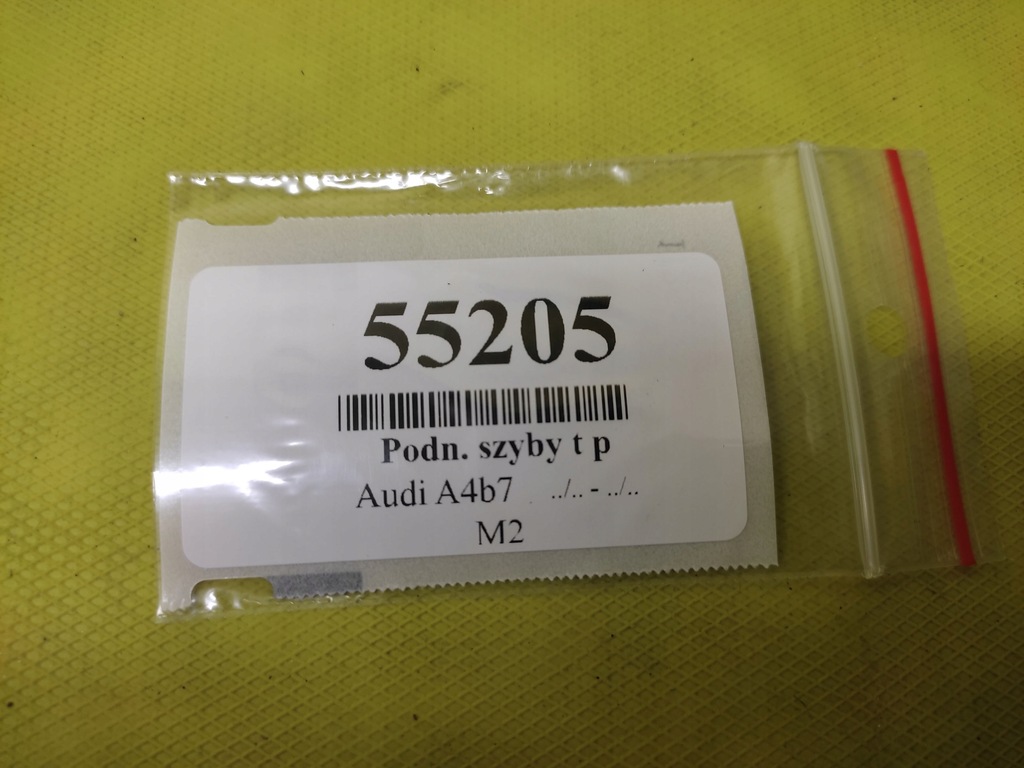 55205
Podn. szyby t p
Audi A4b7 ../.. - ../..
M2